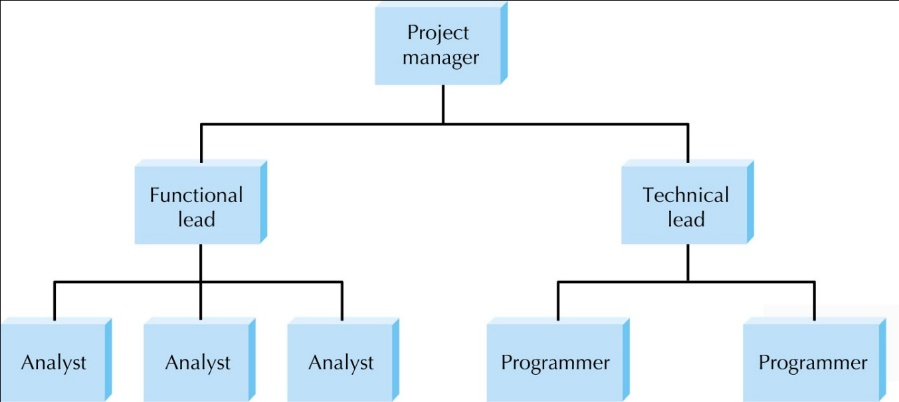 Project
manager
Functional
lead
Technical
lead
Analyst
Analyst
Analyst
Programmer
Programmer